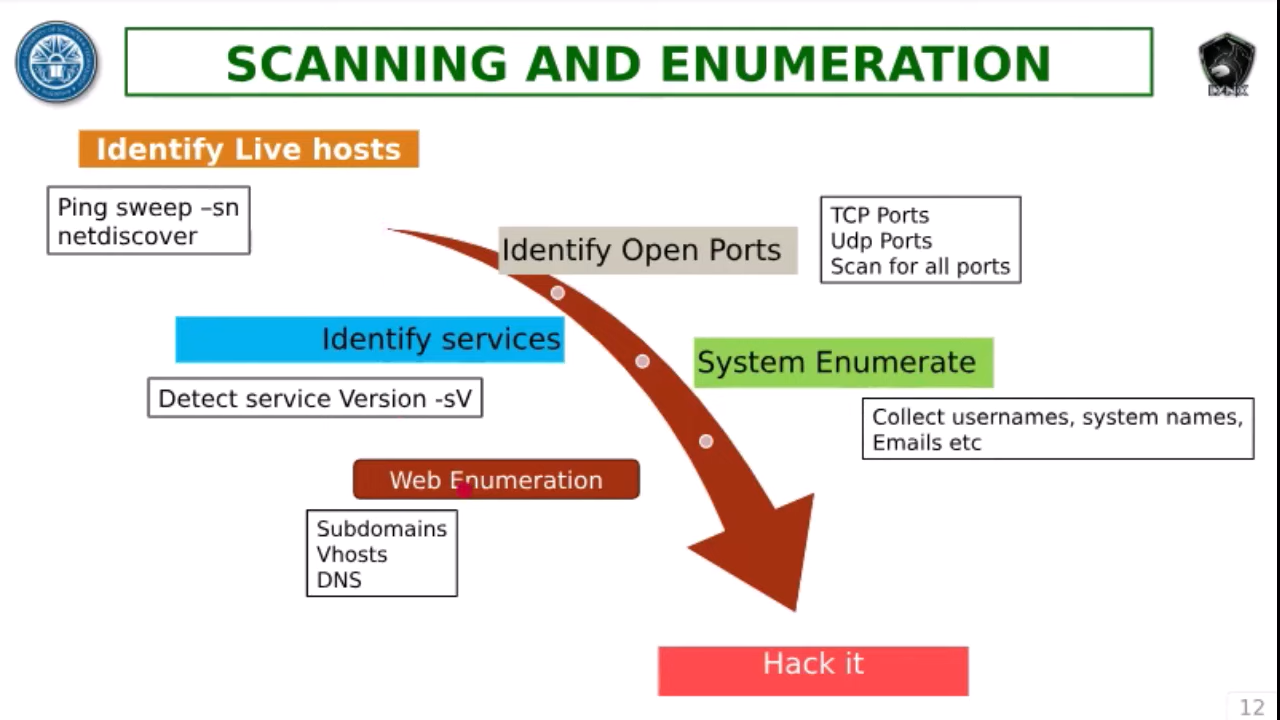 SCANNING AND ENUMERATION
LYNX
Identify Live hosts
Ping sweep –sn
netdiscover
Identify Open Ports
TCP Ports
Udp Ports
Scan for all ports
Identify services
Detect service Version -sV
System Enumerate
Collect usernames, system names,
Emails etc
Web Enumeration
Subdomains
Vhosts
DNS
Hack it
12